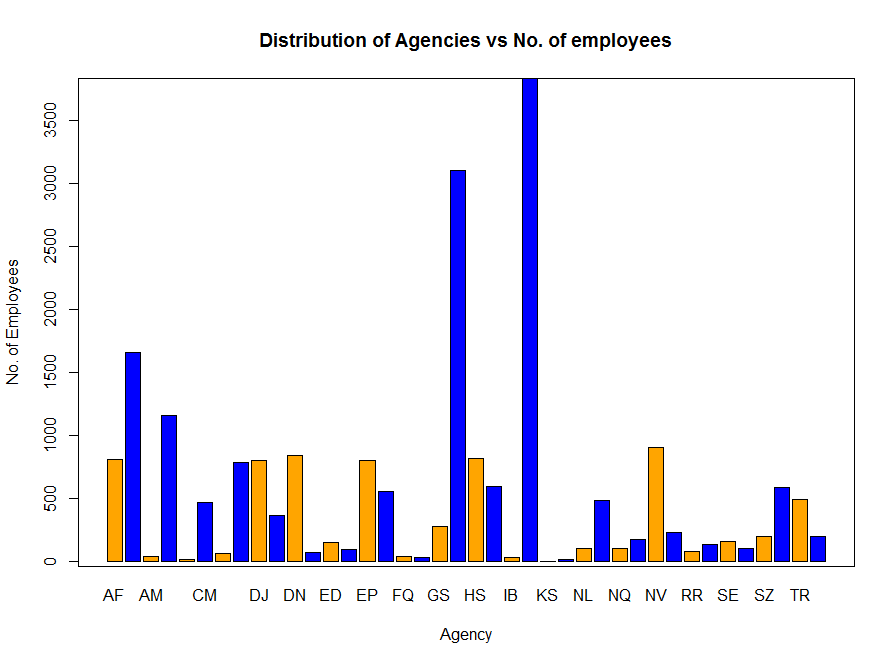 Distribution of Agencies vs No. of employees
No. of Employees
3500
3000
2500
2000
1500
1000
500
0
AF AM CM DJ DN ED EP FQ GS HS IB KS NL NQ NV RR SE SZ TR
Agency